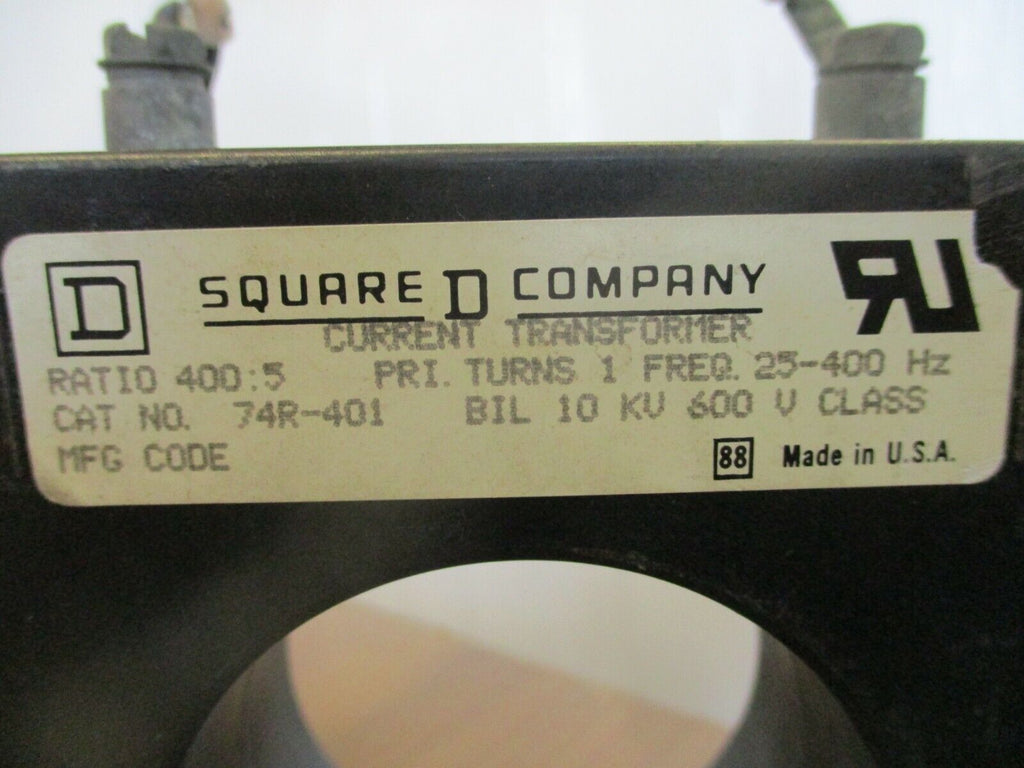 D SQUARE D COMPANY RU
CURRENT TRANSFORMER
RATIO 400:5 PRI. TURNS 1 FREQ. 25-400 Hz
CAT NO. 74R-401 BIL 10 KV 600 V CLASS
MFG CODE 88 Made in U.S.A.